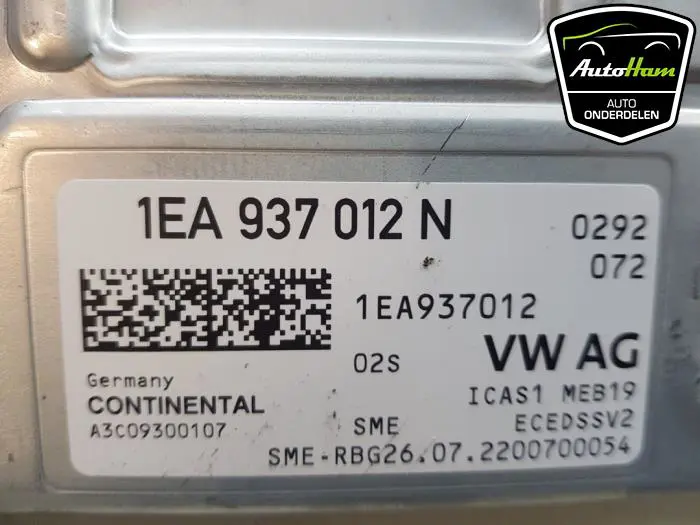 AutoHam
AUTO
ONDERDELEN
1EA 937 012 N
0292
072
1EA937012
02S
VW AG
Germany
CONTINENTAL
A3C09300107
ICAS1 MEB19
SME
ECEDSSV2
SME-RBG26.07.2200700054